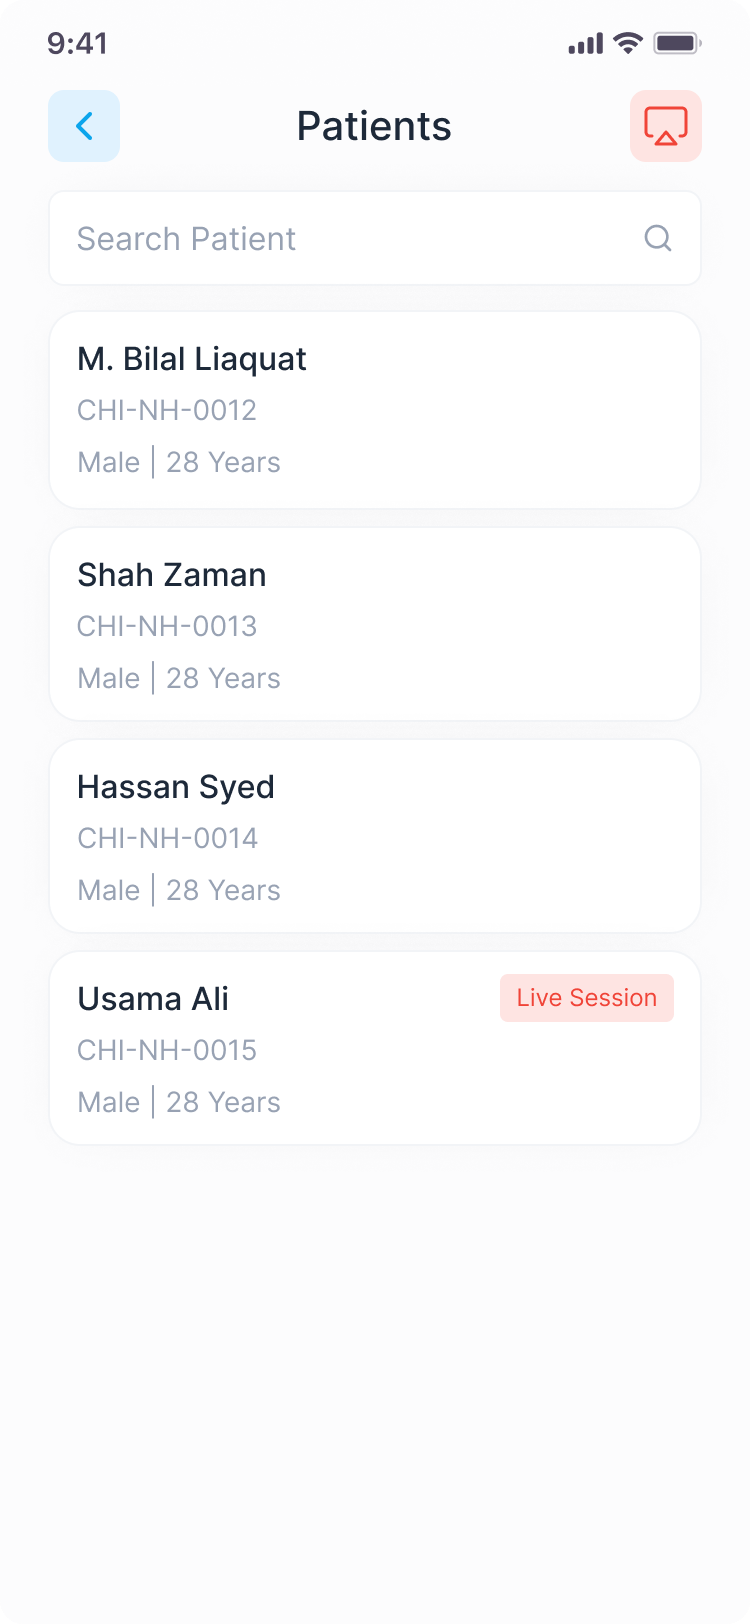 9:41
Patients
Search Patient
M. Bilal Liaquat
CHI-NH-0012
Male | 28 Years
Shah Zaman
CHI-NH-0013
Male | 28 Years
Hassan Syed
CHI-NH-0014
Male | 28 Years
Usama Ali
Live Session
CHI-NH-0015
Male | 28 Years